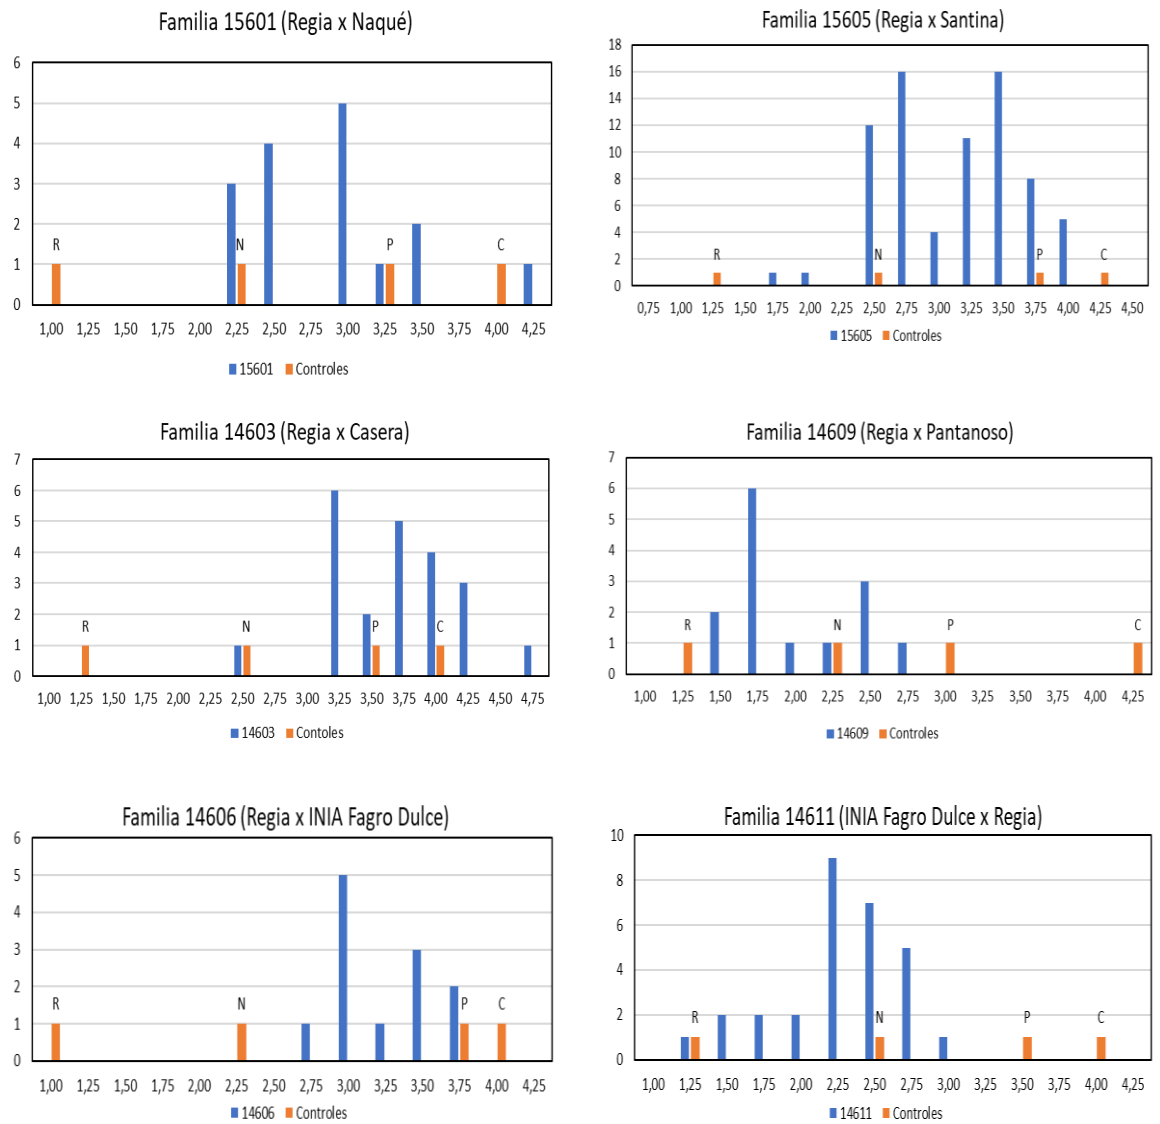 Familia 15601 (Regia x Naqué)
6
5
4
3
2
1
0
R
N
P
C
1,00 1,25 1,50 1,75 2,00 2,25 2,50 2,75 3,00 3,25 3,50 3,75 4,00 4,25
15601 Controles
Familia 15605 (Regia x Santina)
18
16
14
12
10
8
6
4
2
0
R
N
P
C
0,75 1,00 1,25 1,50 1,75 2,00 2,50 2,75 3,00 3,25 3,50 3,75 4,00 4,25 4,50
15605 Controles
Familia 14603 (Regia x Casera)
7
6
5
4
3
2
1
0
R
N
P
C
1,00 1,25 1,50 1,75 2,00 2,25 2,50 2,75 3,00 3,25 3,50 3,75 4,00 4,25 4,50 4,75
14603 Contoles
Familia 14609 (Regia x Pantanoso)
7
6
5
4
3
2
1
0
R
N
P
C
1,00 1,25 1,50 1,75 2,00 2,25 2,50 2,75 3,00 3,25 3,50 3,75 4,00 4,25
14609 Controles
Familia 14606 (Regia x INIA Fagro Dulce)
6
5
4
3
2
1
0
R
N
P
C
1,00 1,25 1,50 1,75 2,00 2,25 2,50 2,75 3,00 3,25 3,50 3,75 4,00 4,25
14606 Controles
Familia 14611 (INIA Fagro Dulce x Regia)
10
8
6
4
2
0
R
N
P
C
1,00 1,25 1,50 1,75 2,00 2,25 2,50 2,75 3,00 3,25 3,50 3,75 4,00 4,25
14611 Controles